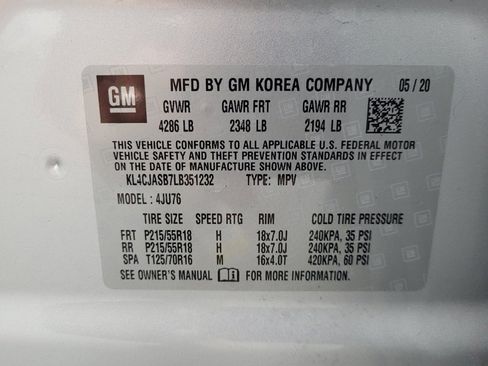 GM MFD BY GM KOREA COMPANY 05/20
GVWR GAWR FRT GAWR RR
4286 LB 2348 LB 2194 LB
THIS VEHICLE CONFORMS TO ALL APPLICABLE U.S. FEDERAL MOTOR
VEHICLE SAFETY AND THEFT PREVENTION STANDARDS IN EFFECT
ON THE DATE OF MANUFACTURE SHOWN ABOVE.
KL4CJASB7LB351232 TYPE: MPV
MODEL: 4JU76
TIRE SIZE SPEED RTG RIM COLD TIRE PRESSURE
FRT P215/55R18 H 18x7.0J 240KPA, 35 PSI
RR P215/55R18 H 18x7.0J 240KPA, 35 PSI
SPA T125/70R16 M 16x4.0T 420KPA, 60 PSI
SEE OWNER'S MANUAL FOR MORE INFORMATION.